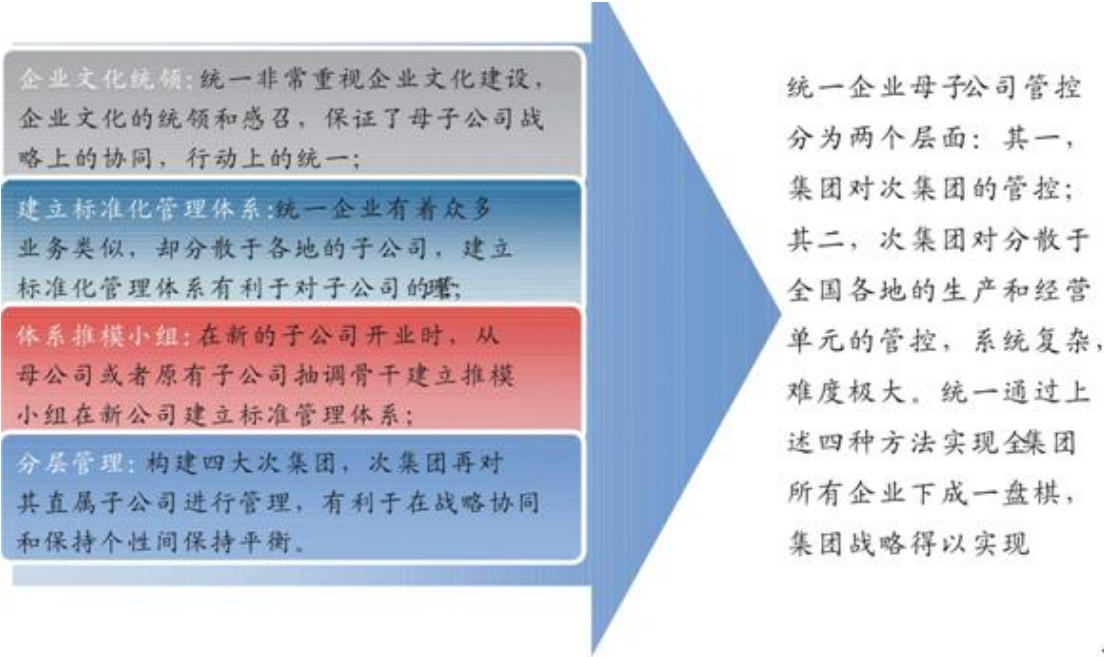 企业文化统领:统一非常重视企业文化建设,
企业文化的统领和感召,保证了母子公司战
略上的协同,行动上的统一;
建立标准化管理体系:统一企业有着众多
业务类似,却分散于各地的子公司,建立
标准化管理体系有利于对子公司的管理;
体系推模小组:在新的子公司开业时,从
母公司或者原有子公司抽调骨干建立推模
小组在新公司建立标准管理体系;
分层管理:构建四大次集团,次集团再对
其直属子公司进行管理,有利于在战略协同
和保持个性间保持平衡。
统一企业母子公司管控
分为两个层面:其一,
集团对次集团的管控;
其二,次集团对分散于
全国各地的生产和经营
单元的管控,系统复杂,
难度极大。统一通过上
述四种方法实现全集团
所有企业下成一盘棋,
集团战略得以实现